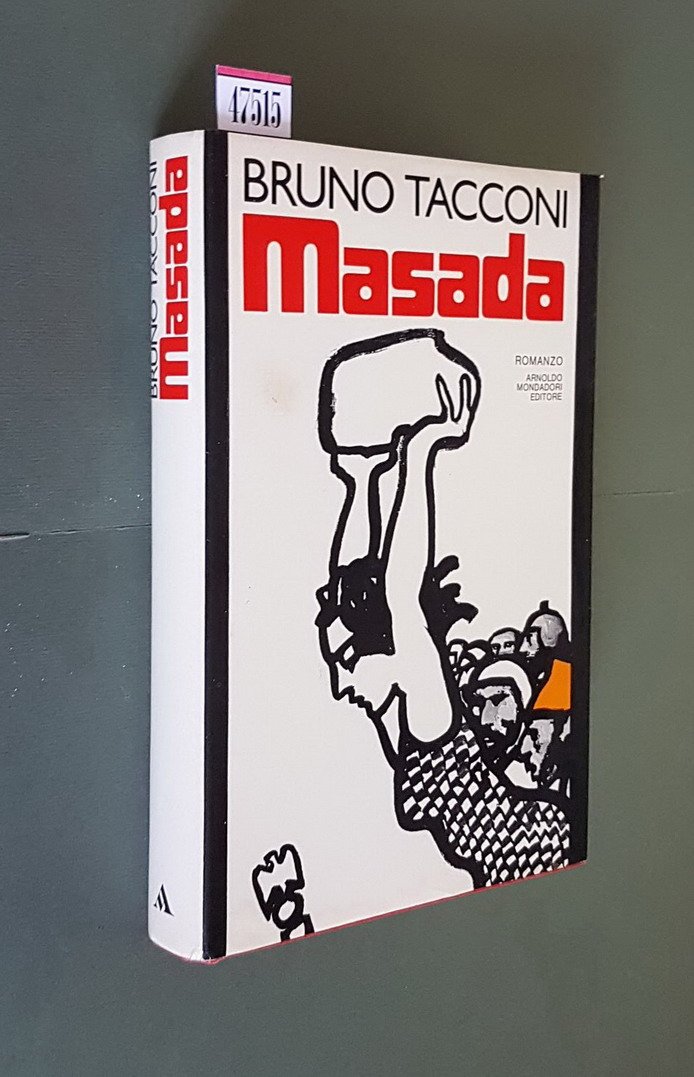 47515
BRUNO TACCONI
Masada
BRUNO TACCONI
Masada
ROMANZO
ARNOLDO
MONDADORI
EDITORE